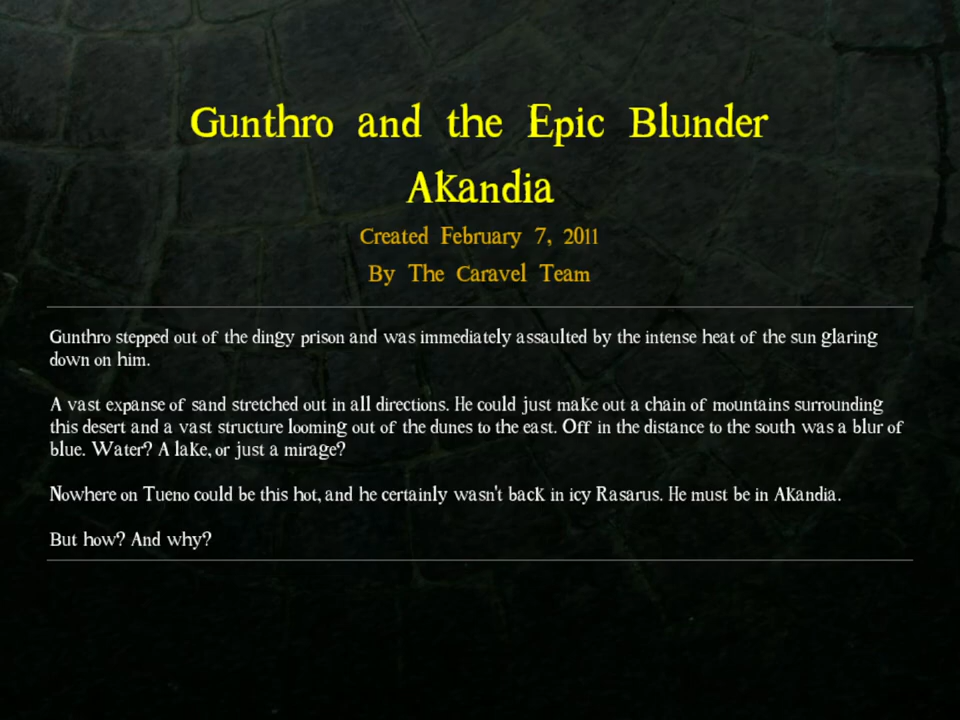 Gunthro and the Epic Blunder
Akandia
Created February 7, 2011
By The Caravel Team
Gunthro stepped out of the dingy prison and was immediately assaulted by the intense heat of the sun glaring
down on him.
A vast expanse of sand stretched out in all directions. He could just make out a chain of mountains surrounding
this desert and a vast structure looming out of the dunes to the east. Off in the distance to the south was a blur of
blue. Water? A lake, or just a mirage?
Nowhere on Tueno could be this hot, and he certainly wasn't back in icy Rasarus. He must be in Akandia.
But how? And why?